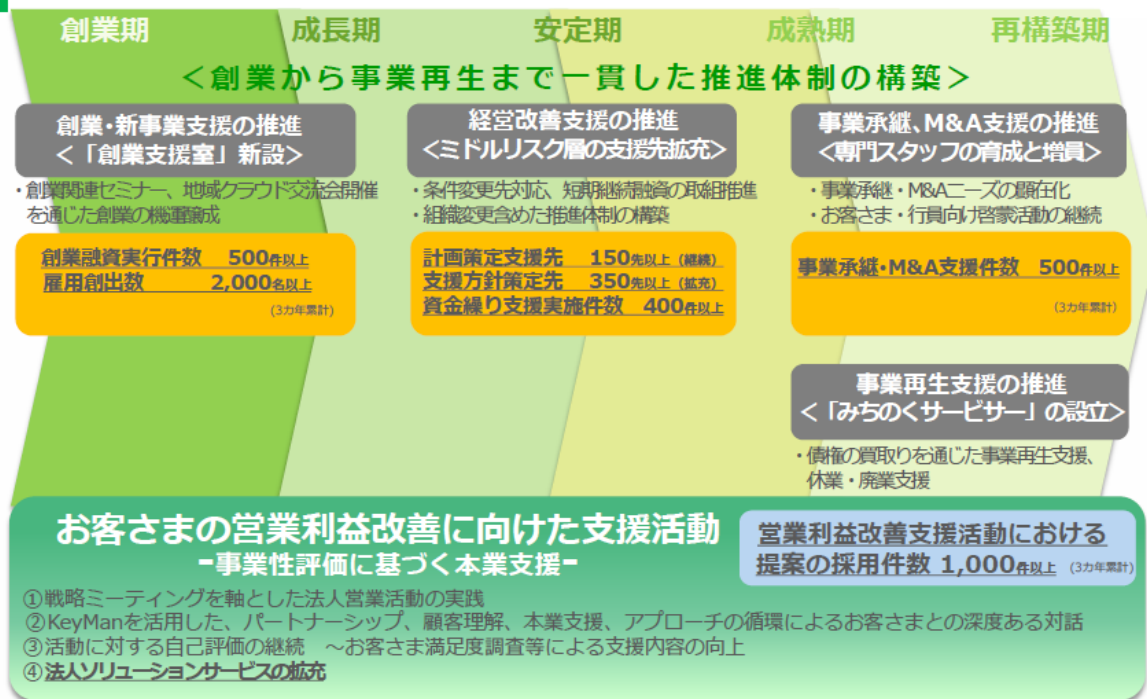 創業期
成長期
安定期
成熟期
再構築期
<創業から事業再生まで一貫した推進体制の構築>
創業・新事業支援の推進
<「創業支援室」新設>
・創業関連セミナー、地域クラウド交流会開催
を通じた創業の機運醸成
創業融資実行件数 500件以上
雇用創出数 2,000名以上
(3カ年累計)
経営改善支援の推進
<ミドルリスク層の支援先拡充>
・条件変更先対応、短期継続融資の取組推進
・組織変更含めた推進体制の構築
計画策定支援先 150先以上(継続)
支援方針策定先 350先以上(拡充)
資金繰り支援実施件数 400件以上
事業承継、M&A支援の推進
<専門スタッフの育成と増員>
・事業承継・M&Aニーズの顕在化
・お客さま・行員向け啓蒙活動の継続
事業承継・M&A支援件数 500件以上
(3カ年累計)
事業再生支援の推進
<「みちのくサービサー」の設立>
・債権の買取りを通じた事業再生支援、
休業・廃業支援
お客さまの営業利益改善に向けた支援活動
-事業性評価に基づく本業支援-
営業利益改善支援活動における
提案の採用件数 1,000件以上 (3カ年累計)
①戦略ミーティングを軸とした法人営業活動の実践
②KeyManを活用した、パートナーシップ、顧客理解、本業支援、アプローチの循環によるお客さまとの深度ある対話
③活動に対する自己評価の継続 ~お客さま満足度調査等による支援内容の向上
④法人ソリューションサービスの拡充